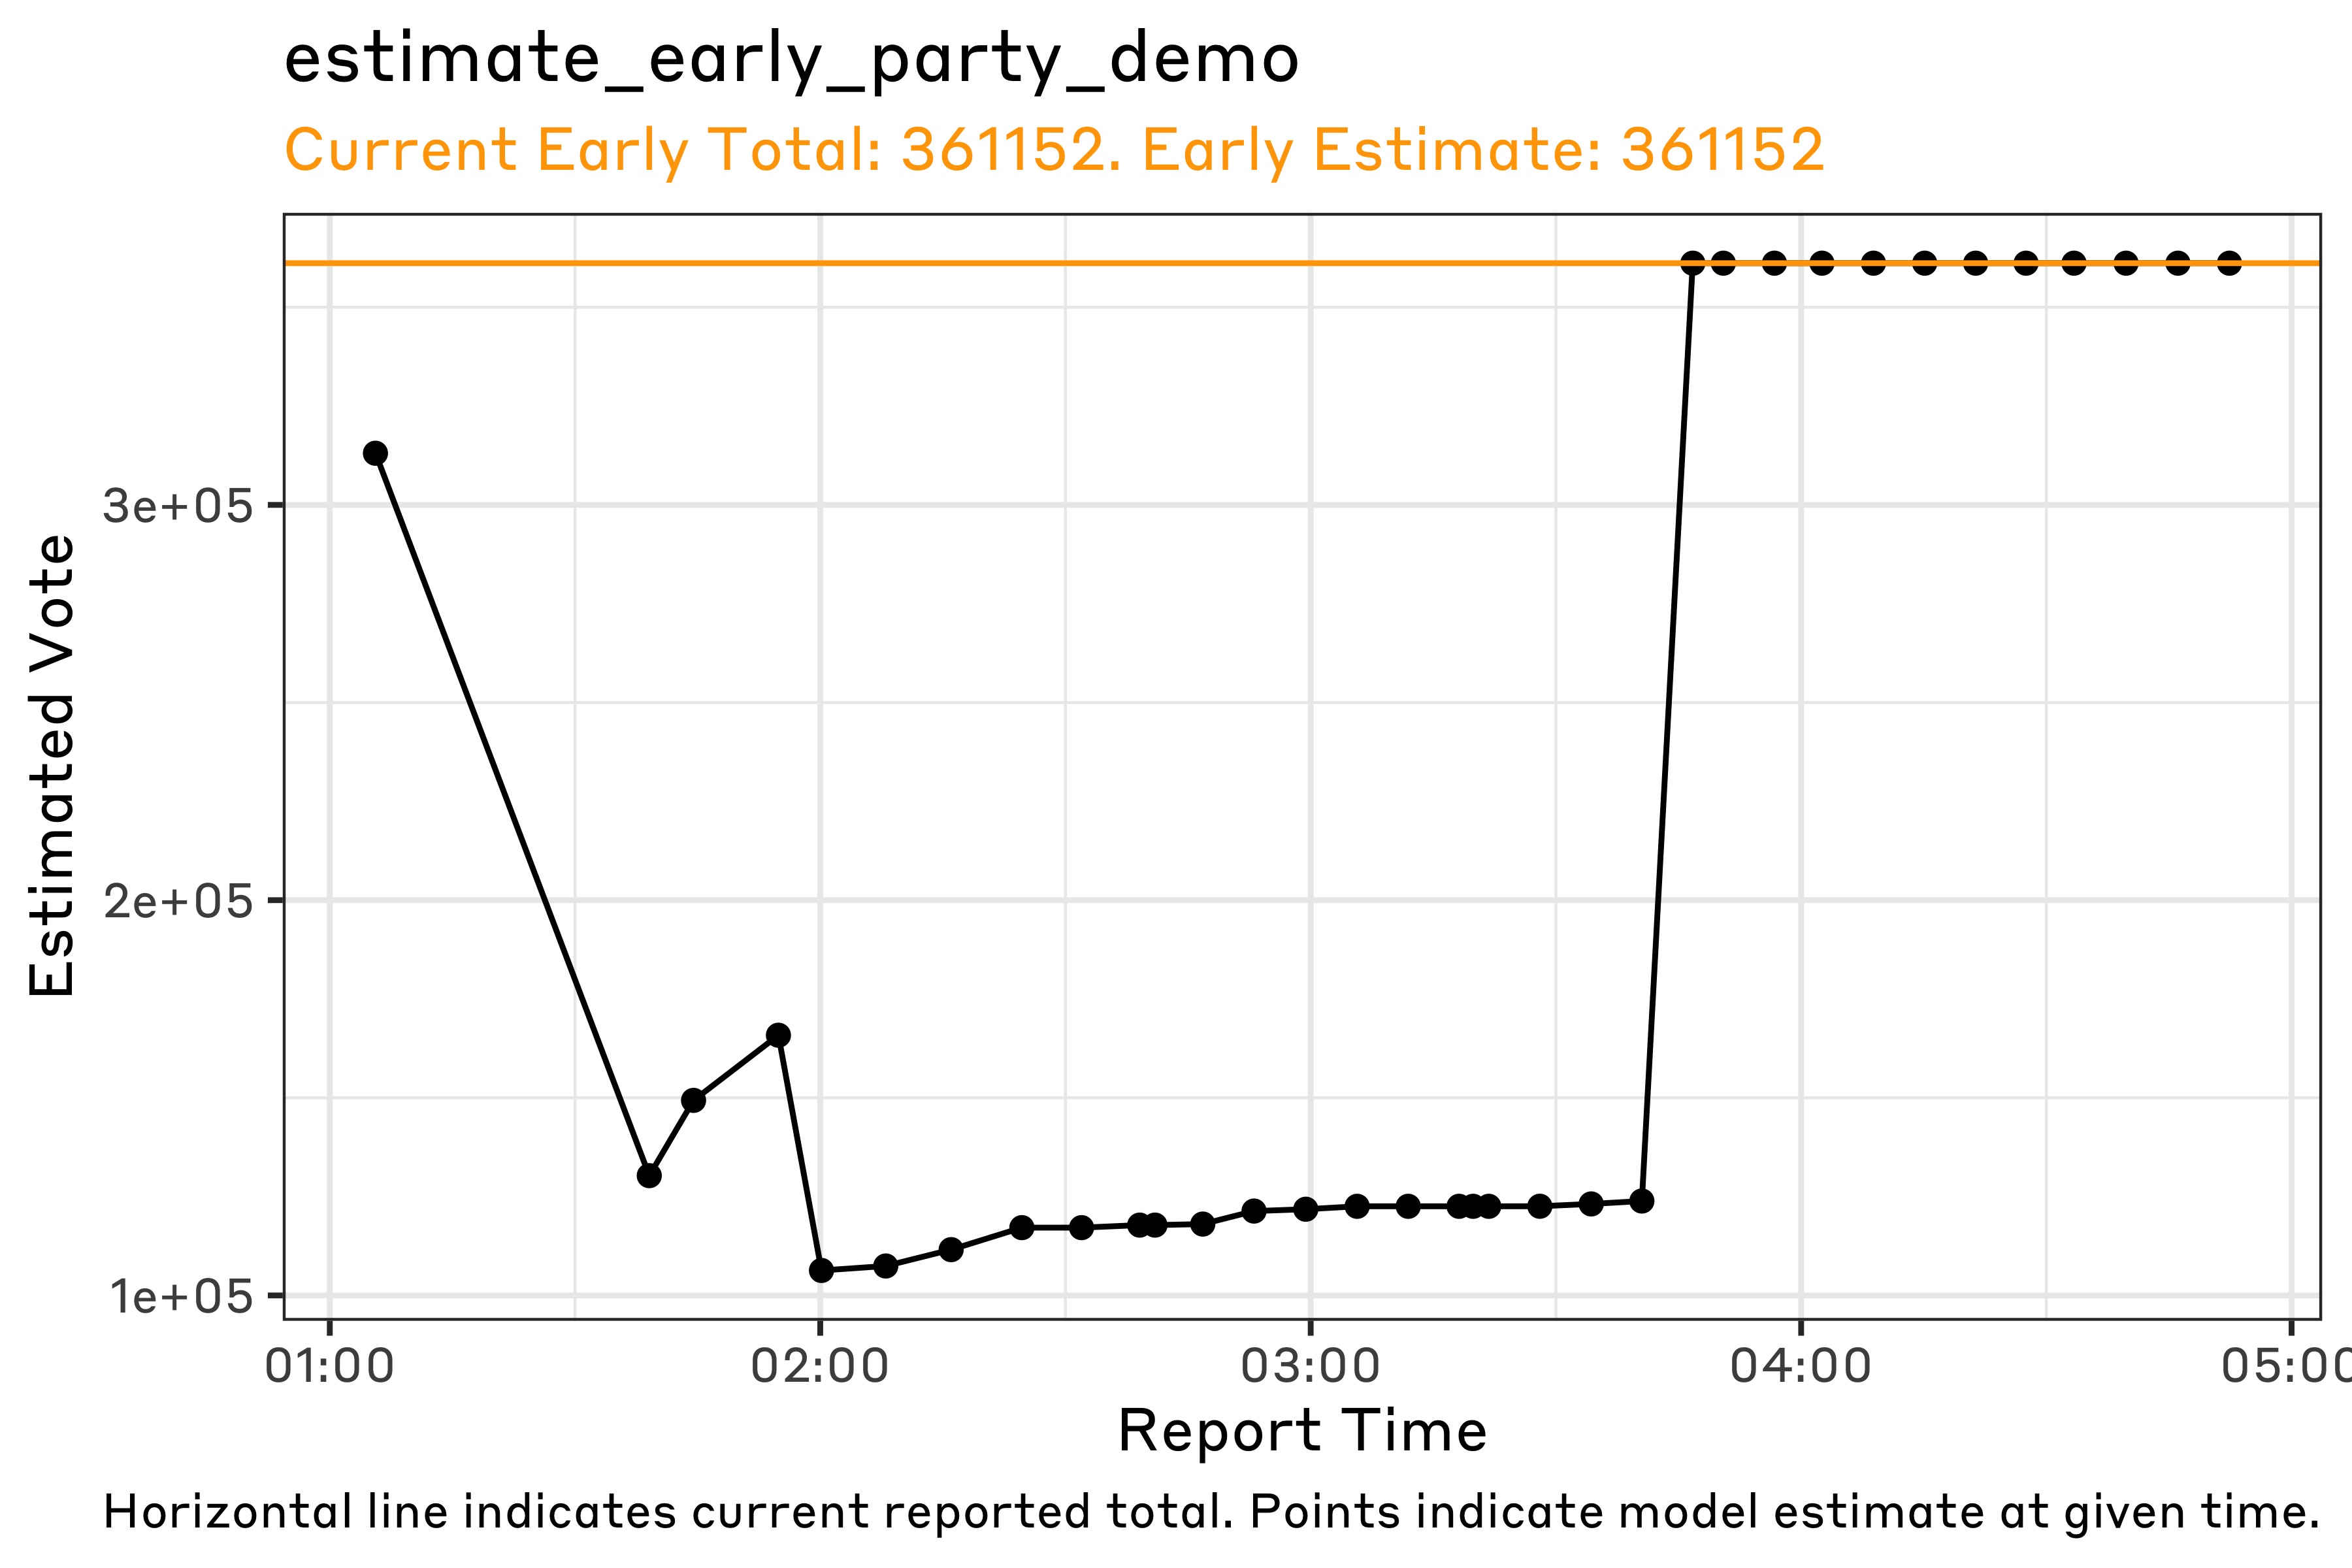 estimate_early_party_demo
Current Early Total: 361152. Early Estimate: 361152
Estimated Vote
3e+05
2e+05
1e+05
01:00 02:00 03:00 04:00 05:00
Report Time
Horizontal line indicates current reported total. Points indicate model estimate at given time.